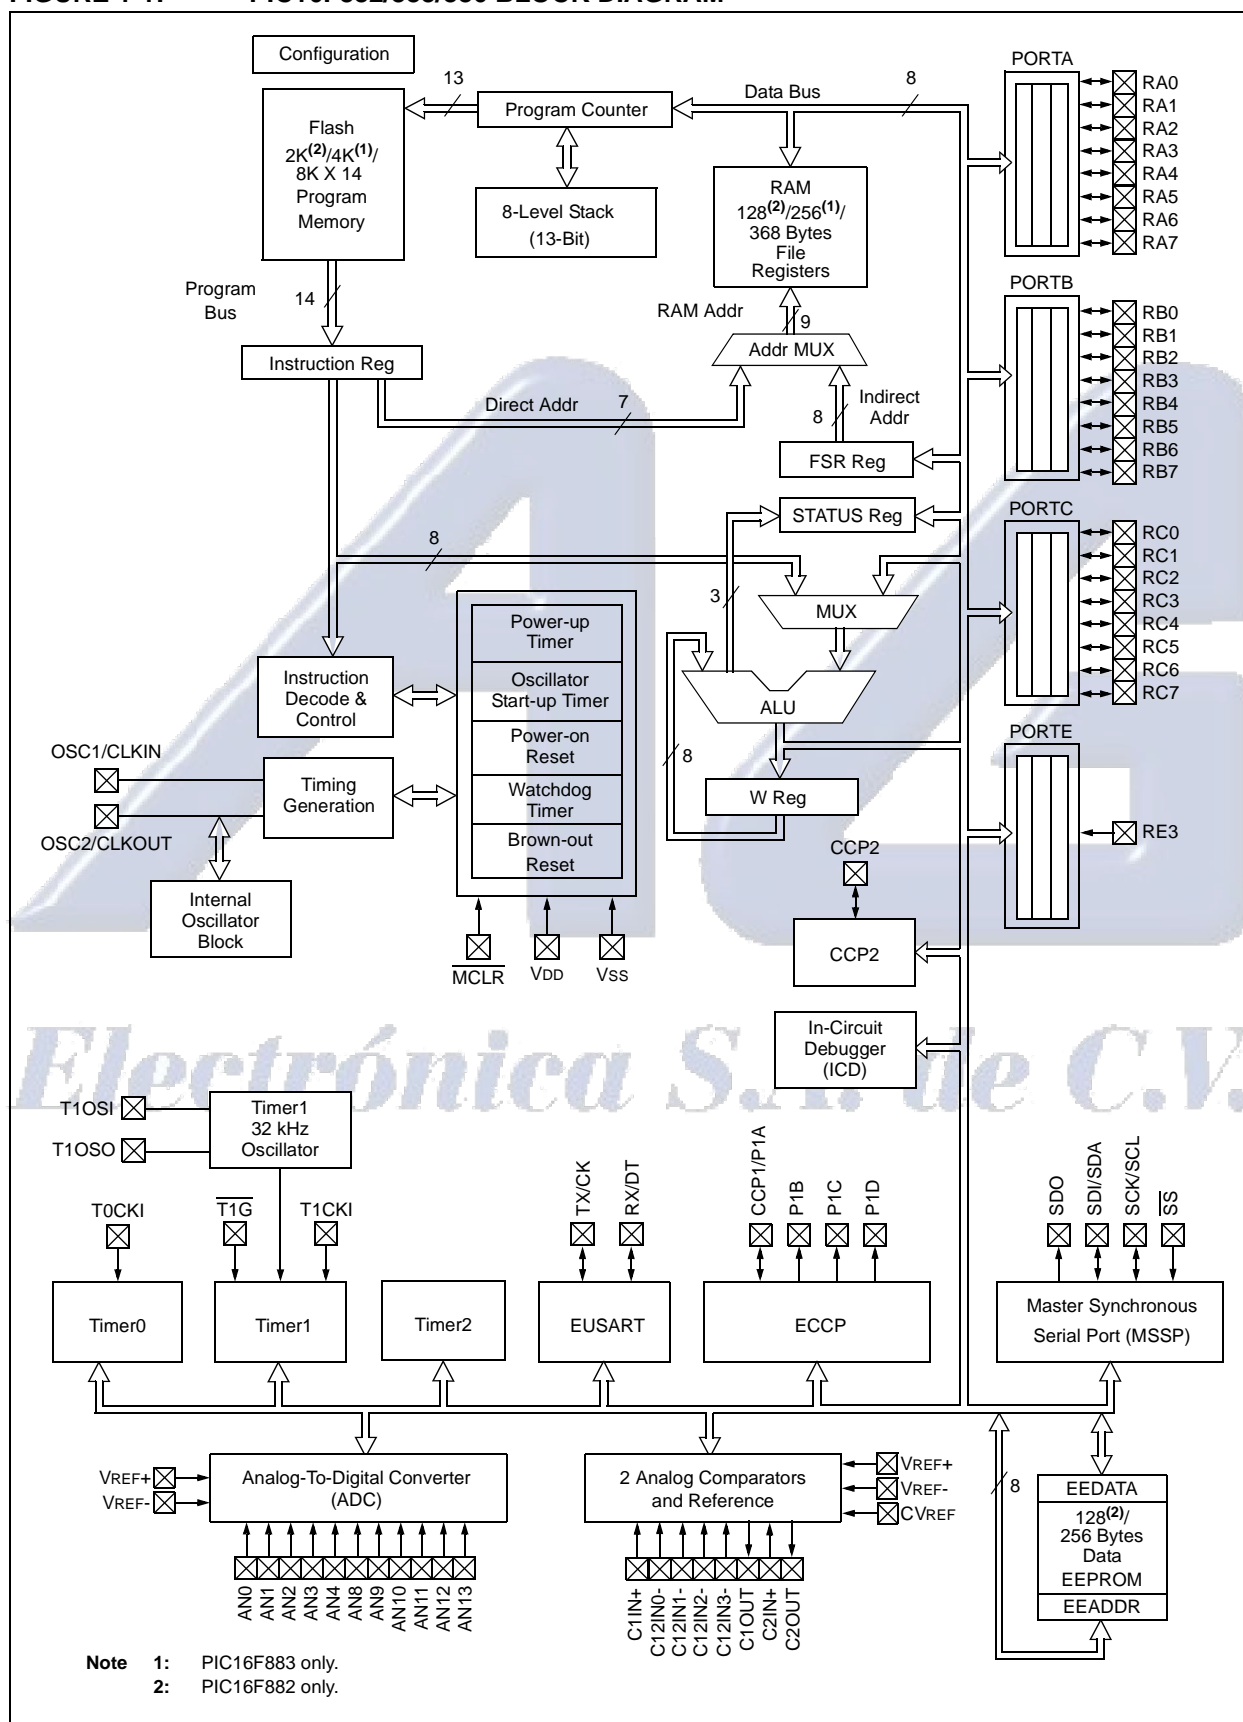 Configuration
13
Data Bus
8
PORTA
Flash
2K(2)/4K(1)/
8K X 14
Program
Memory
Program Counter
8-Level Stack
(13-Bit)
RAM
128(2)/256(1)/
368 Bytes
File
Registers
RA0
RA1
RA2
RA3
RA4
RA5
RA6
RA7
Program
Bus
14
RAM Addr
9
Addr MUX
PORTB
RB0
RB1
RB2
RB3
RB4
RB5
RB6
RB7
Instruction Reg
Direct Addr
7
8
Indirect
Addr
FSR Reg
STATUS Reg
PORTC
RC0
RC1
RC2
RC3
RC4
RC5
RC6
RC7
8
3
MUX
Power-up
Timer
Oscillator
Start-up Timer
Power-on
Reset
Watchdog
Timer
Brown-out
Reset
Instruction
Decode &
Control
ALU
8
W Reg
PORTE
RE3
OSC1/CLKIN
OSC2/CLKOUT
Timing
Generation
Internal
Oscillator
Block
MCLR
VDD
VSS
CCP2
CCP2
In-Circuit
Debugger
(ICD)
Electrónica S.A. de C.V.
T1OSI
T1OSO
Timer1
32 kHz
Oscillator
T0CKI
T1G
T1CKI
TX/CK
RX/DT
CCP1/P1A
P1B
P1C
P1D
SDO
SDI/SDA
SCK/SCL
SS
Timer0
Timer1
Timer2
EUSART
ECCP
Master Synchronous
Serial Port (MSSP)
VREF+
VREF-
Analog-To-Digital Converter
(ADC)
2 Analog Comparators
and Reference
VREF+
VREF-
CVREF
8
EEDATA
128(2)/
256 Bytes
Data
EEPROM
EEADDR
AN0
AN1
AN2
AN3
AN4
AN8
AN9
AN10
AN11
AN12
AN13
C1IN+
C12IN0-
C12IN1-
C12IN2-
C12IN3-
C1OUT
C2IN+
C2OUT
Note 1: PIC16F883 only.
2: PIC16F882 only.